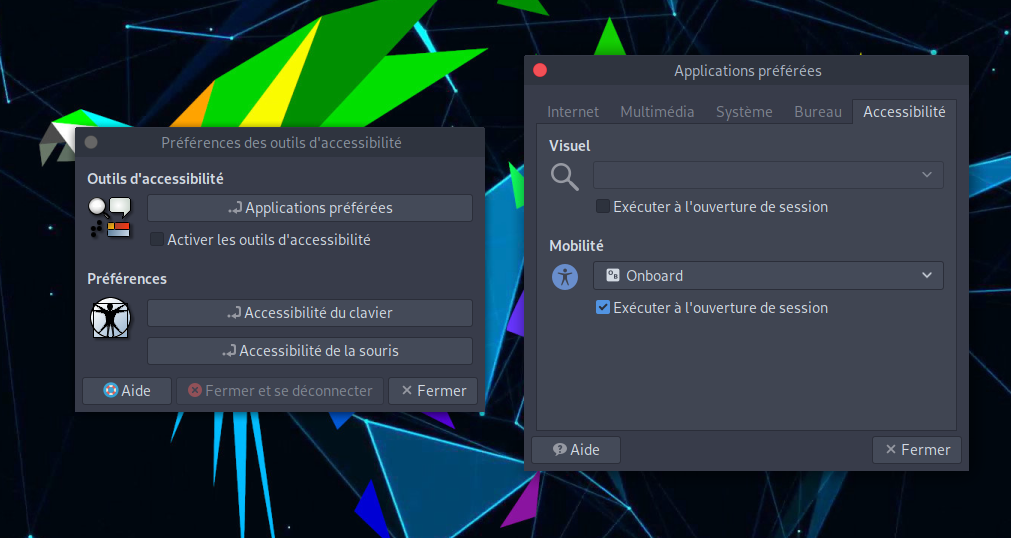 Préférences des outils d'accessibilité
Outils d'accessibilité
Applications préférées
Activer les outils d'accessibilité
Préférences
Accessibilité du clavier
Accessibilité de la souris
Aide
Fermer et se déconnecter
Fermer
Applications préférées
Internet Multimédia Système Bureau Accessibilité
Visuel
Exécuter à l'ouverture de session
Mobilité
Onboard
Exécuter à l'ouverture de session
Aide
Fermer